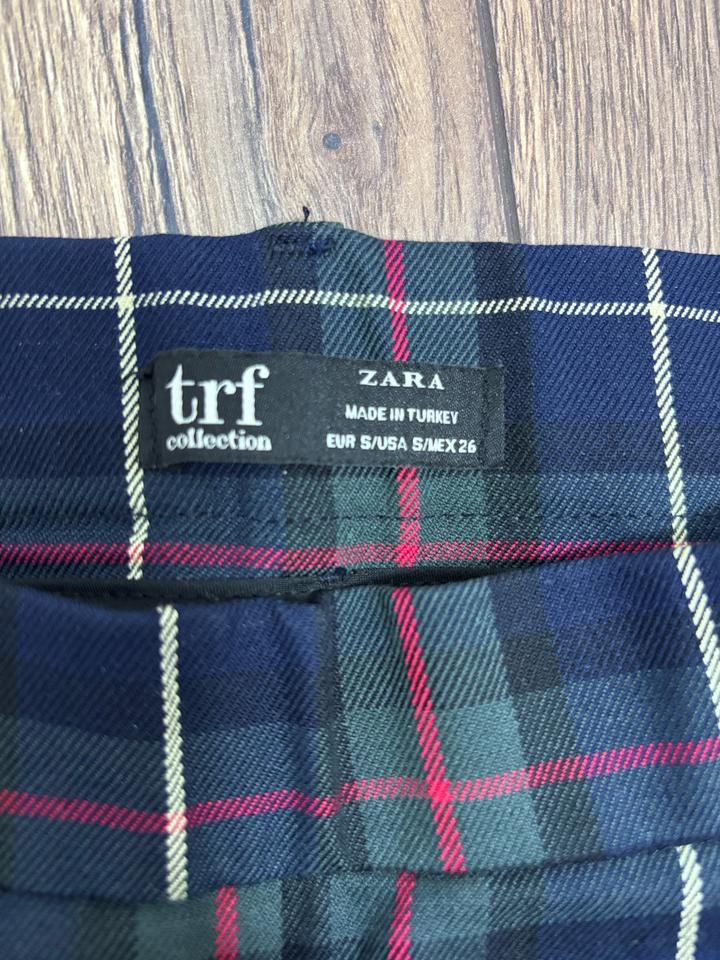 trf
collection
ZARA
MADE IN TURKEY
EUR S/USA S/MEX 26